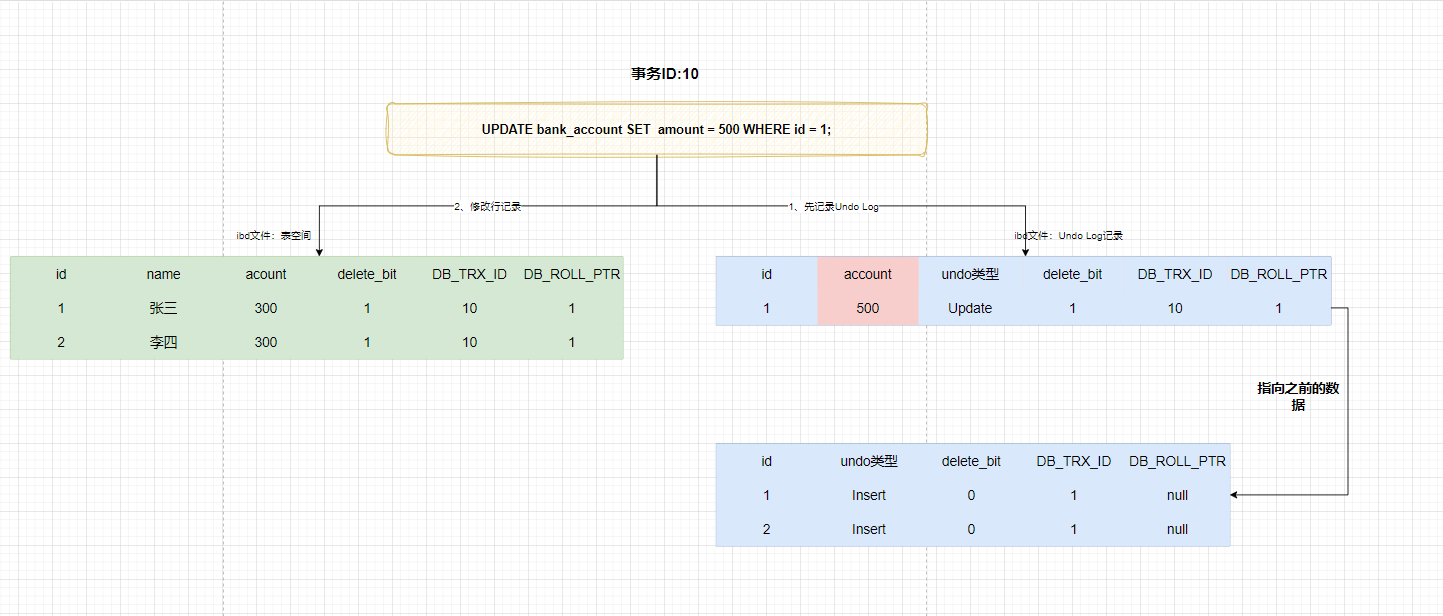 事务ID:10
UPDATE bank_account SET amount = 500 WHERE id = 1;
2、修改行记录
1、先记录Undo Log
ibd文件：表空间
ibd文件：Undo Log记录
id name acount delete_bit DB_TRX_ID DB_ROLL_PTR
1 张三 300 1 10 1
2 李四 300 1 10 1
id account undo类型 delete_bit DB_TRX_ID DB_ROLL_PTR
1 500 Update 1 10 1
指向之前的数
据
id undo类型 delete_bit DB_TRX_ID DB_ROLL_PTR
1 Insert 0 1 null
2 Insert 0 1 null